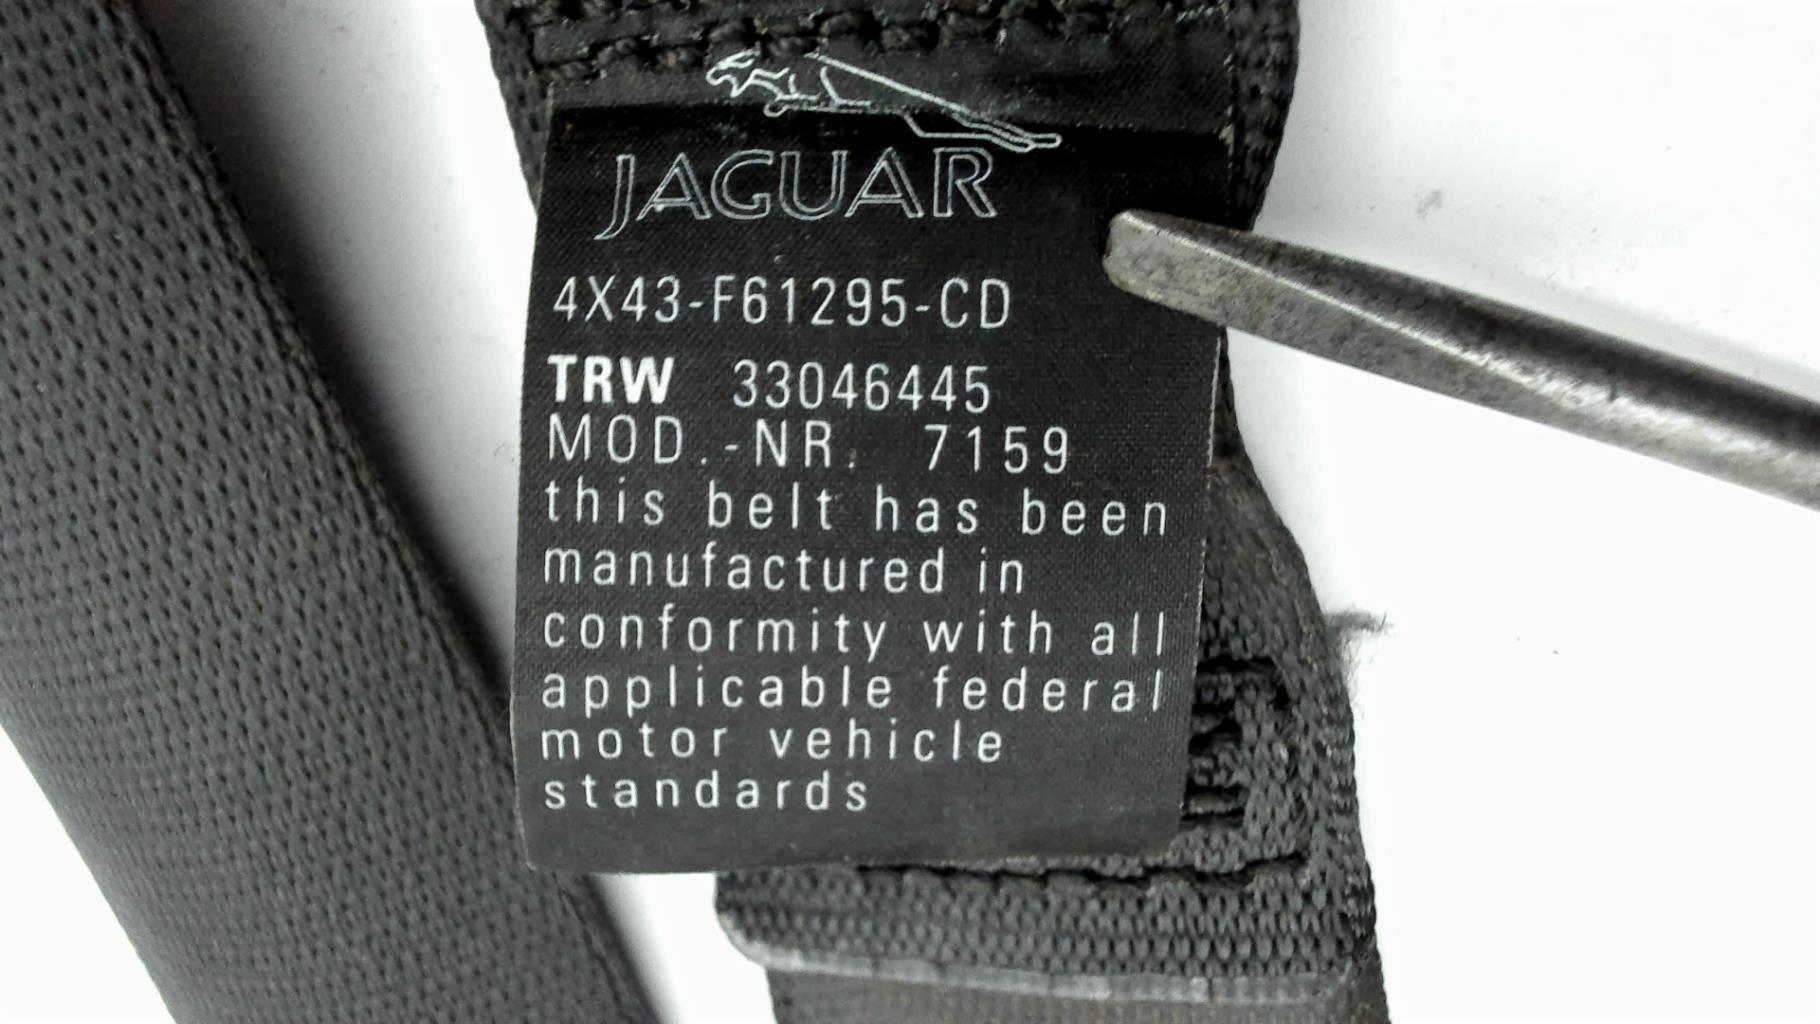 JAGUAR
4X43-F61295-CD
TRW 33046445
MOD.-NR. 7159
this belt has been
manufactured in
conformity with all
applicable federal
motor vehicle
standards